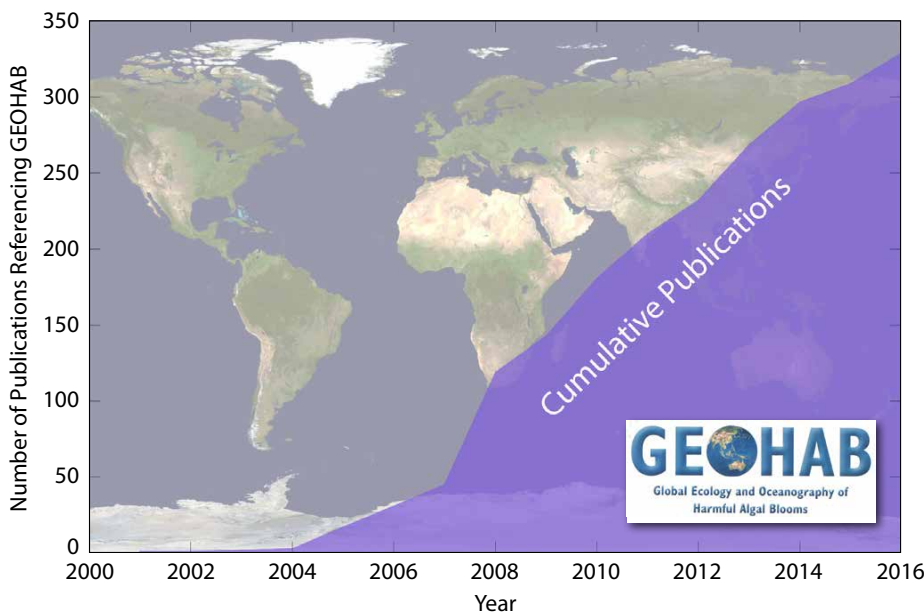 350
300
250
200
150
100
50
0
Number of Publications Referencing GEOHAB
Cumulative Publications
GEOHAB
Global Ecology and Oceanography of
Harmful Algal Blooms
2000 2002 2004 2006 2008 2010 2012 2014 2016
Year